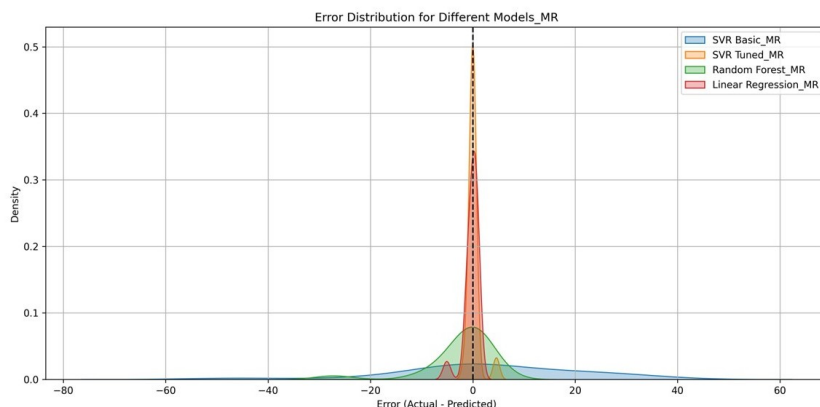 Error Distribution for Different Models_MR
0.5
0.4
0.3
0.2
0.1
0.0
Density
SVR Basic_MR
SVR Tuned_MR
Random Forest_MR
Linear Regression_MR
−80
−60
−40
−20
0
20
40
60
Error (Actual - Predicted)